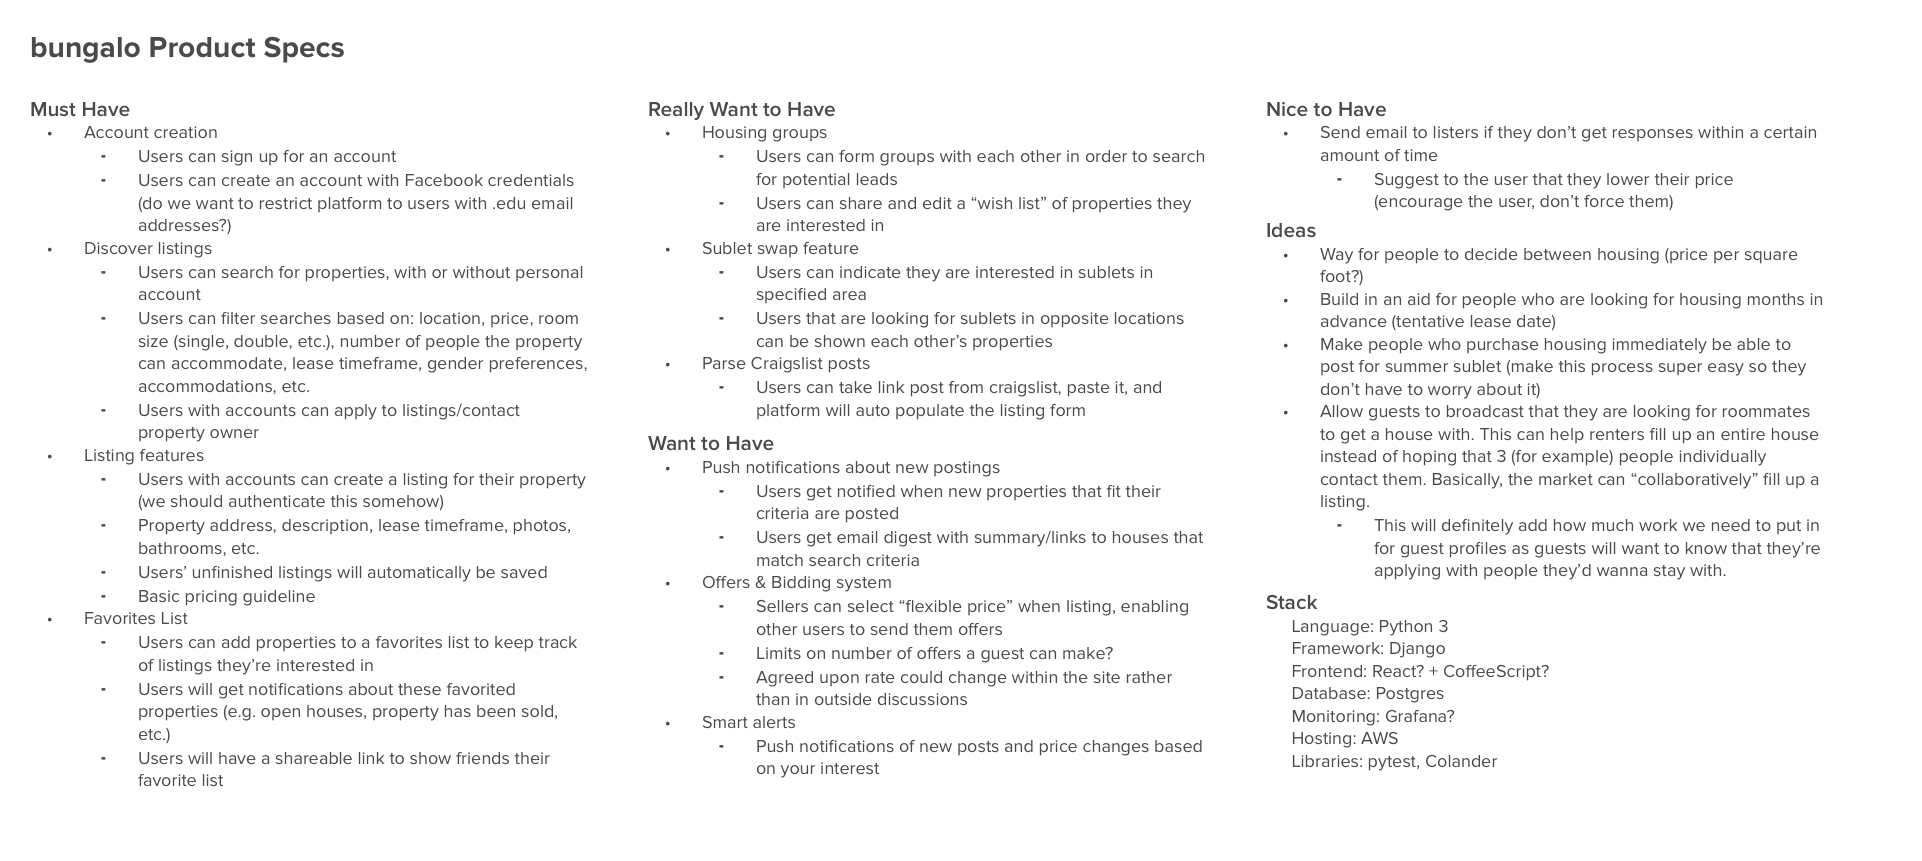 bungalo Product Specs
Must Have
• Account creation
- Users can sign up for an account
- Users can create an account with Facebook credentials
(do we want to restrict platform to users with .edu email
addresses?)
• Discover listings
- Users can search for properties, with or without personal
account
- Users can filter searches based on: location, price, room
size (single, double, etc.), number of people the property
can accommodate, lease timeframe, gender preferences,
accommodations, etc.
- Users with accounts can apply to listings/contact
property owner
• Listing features
- Users with accounts can create a listing for their property
(we should authenticate this somehow)
- Property address, description, lease timeframe, photos,
bathrooms, etc.
- Users’ unfinished listings will automatically be saved
- Basic pricing guideline
• Favorites List
- Users can add properties to a favorites list to keep track
of listings they’re interested in
- Users will get notifications about these favorited
properties (e.g. open houses, property has been sold,
etc.)
- Users will have a shareable link to show friends their
favorite list
Really Want to Have
• Housing groups
- Users can form groups with each other in order to search
for potential leads
- Users can share and edit a “wish list” of properties they
are interested in
• Sublet swap feature
- Users can indicate they are interested in sublets in
specified area
- Users that are looking for sublets in opposite locations
can be shown each other’s properties
• Parse Craigslist posts
- Users can take link post from craigslist, paste it, and
platform will auto populate the listing form
Want to Have
• Push notifications about new postings
- Users get notified when new properties that fit their
criteria are posted
- Users get email digest with summary/links to houses that
match search criteria
• Offers & Bidding system
- Sellers can select “flexible price” when listing, enabling
other users to send them offers
- Limits on number of offers a guest can make?
- Agreed upon rate could change within the site rather
than in outside discussions
• Smart alerts
- Push notifications of new posts and price changes based
on your interest
Nice to Have
• Send email to listers if they don’t get responses within a certain
amount of time
- Suggest to the user that they lower their price
(encourage the user, don’t force them)
Ideas
• Way for people to decide between housing (price per square
foot?)
• Build in an aid for people who are looking for housing months in
advance (tentative lease date)
• Make people who purchase housing immediately be able to
post for summer sublet (make this process super easy so they
don’t have to worry about it)
• Allow guests to broadcast that they are looking for roommates
to get a house with. This can help renters fill up an entire house
instead of hoping that 3 (for example) people individually
contact them. Basically, the market can “collaboratively” fill up a
listing.
- This will definitely add how much work we need to put in
for guest profiles as guests will want to know that they’re
applying with people they’d wanna stay with.
Stack
Language: Python 3
Framework: Django
Frontend: React? + CoffeeScript?
Database: Postgres
Monitoring: Grafana?
Hosting: AWS
Libraries: pytest, Colander